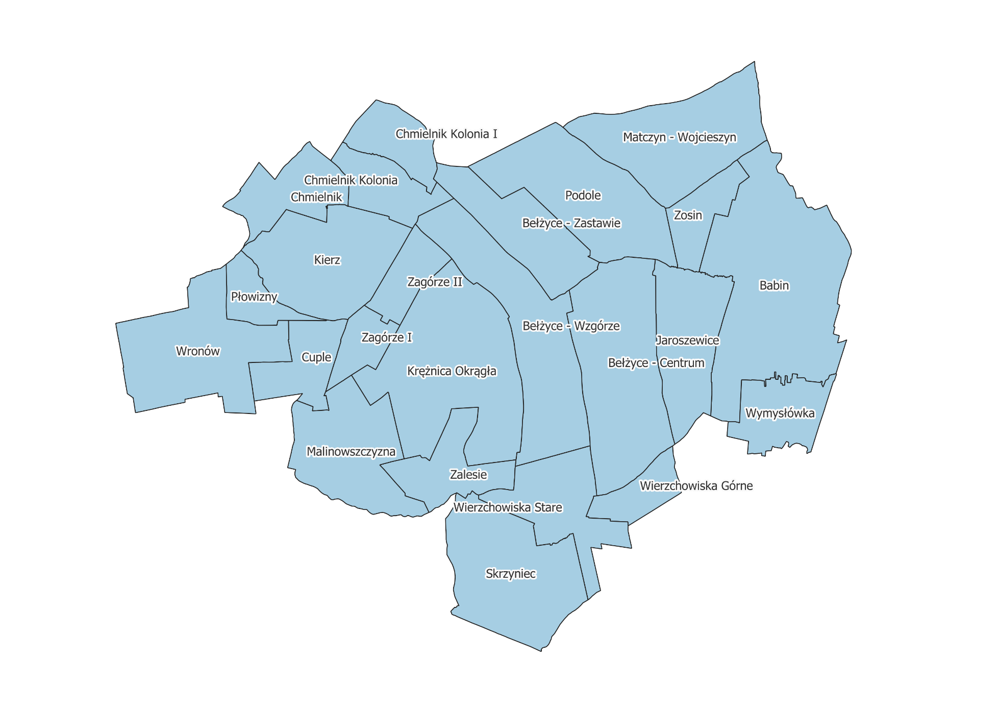 Chmielnik Kolonia I
Matczyn - Wojcieszyn
Chmielnik Kolonia
Chmielnik
Podole
Zosin
Bełżyce - Zastawie
Kierz
Zagórze II
Babin
Płowizny
Bełżyce - Wzgórze
Zagórze I
Jaroszewice
Wronów
Cuple
Bełżyce - Centrum
Krężnica Okrągła
Wymysłówka
Malinowszczyzna
Zalesie
Wierzchowiska Górne
Wierzchowiska Stare
Skrzyniec